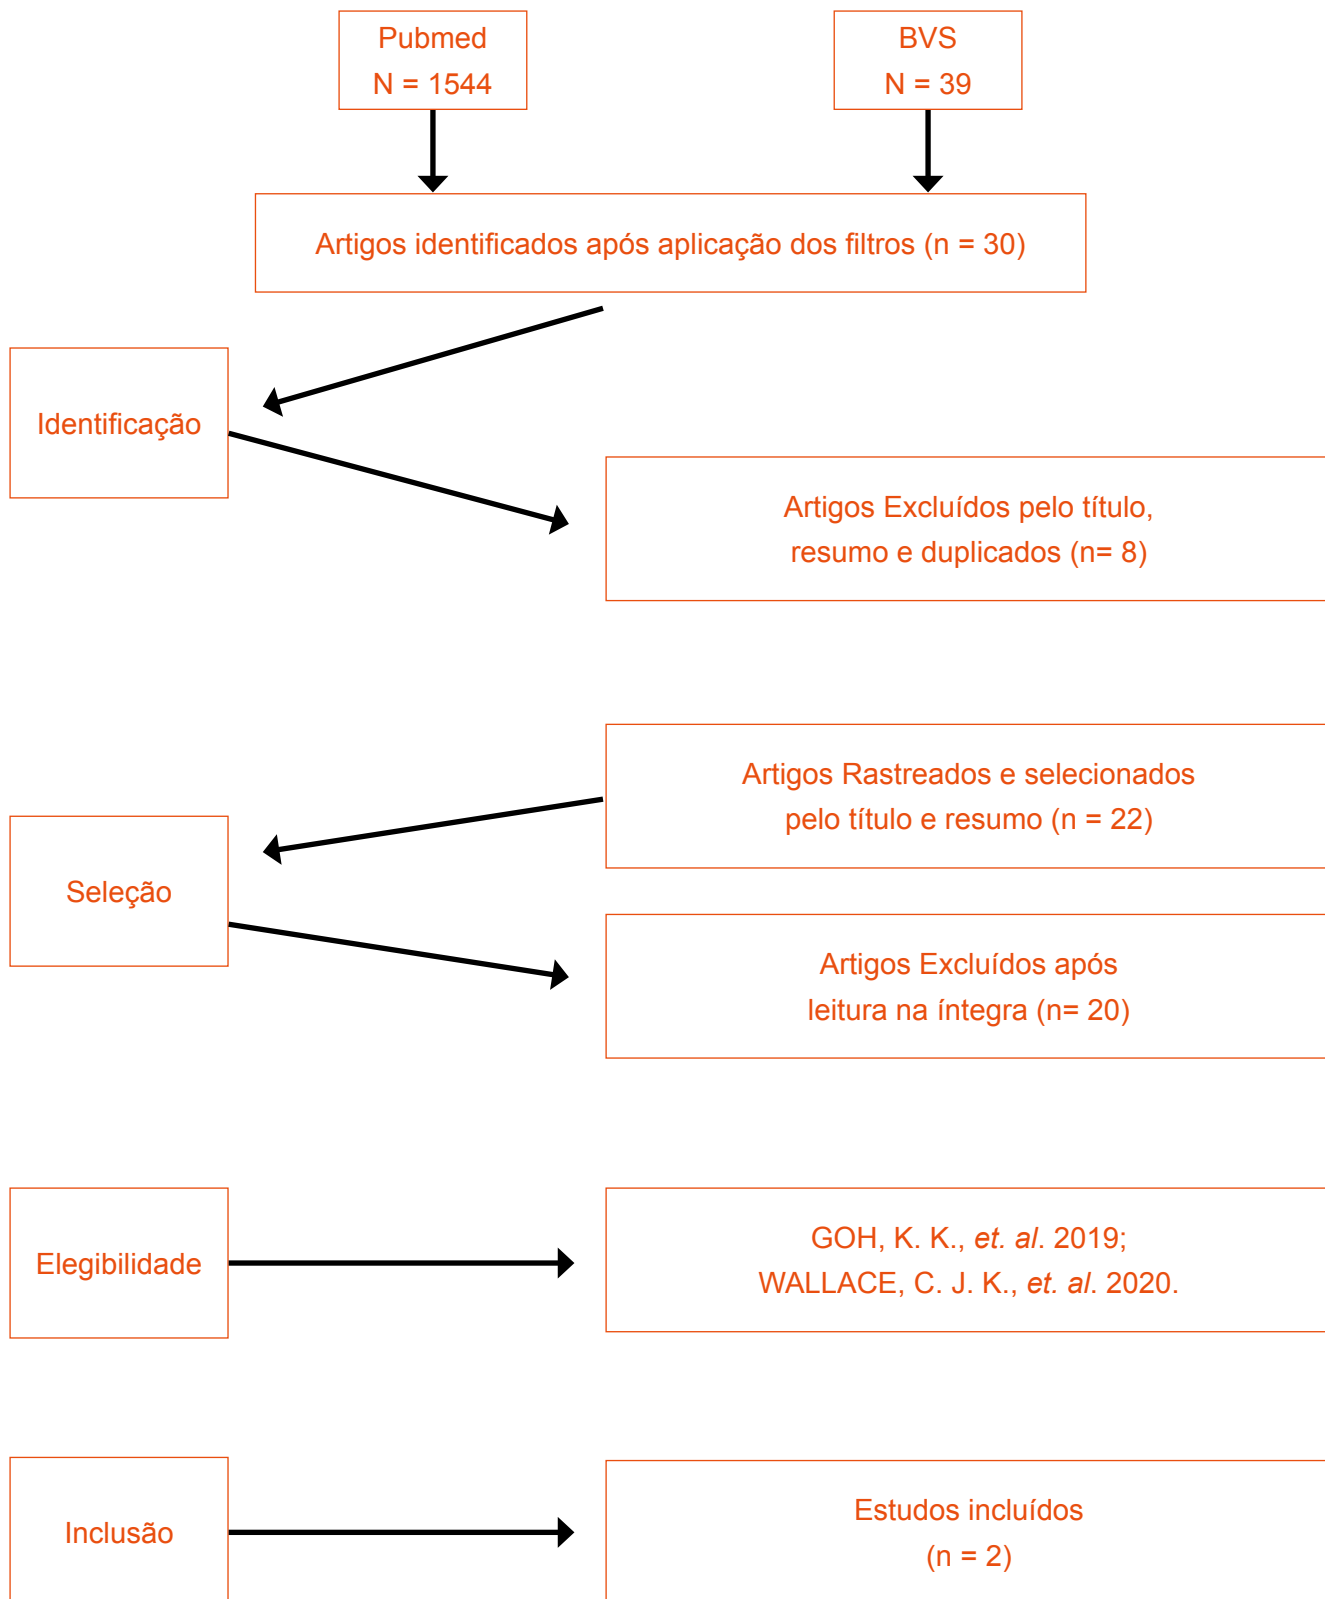 Pubmed
N = 1544
BVS
N = 39
Artigos identificados após aplicação dos filtros (n = 30)
Identificação
Artigos Excluídos pelo título,
resumo e duplicados (n= 8)
Artigos Rastreados e selecionados
pelo título e resumo (n = 22)
Seleção
Artigos Excluídos após
leitura na íntegra (n= 20)
Elegibilidade
GOH, K. K., et. al. 2019;
WALLACE, C. J. K., et. al. 2020.
Inclusão
Estudos incluídos
(n = 2)